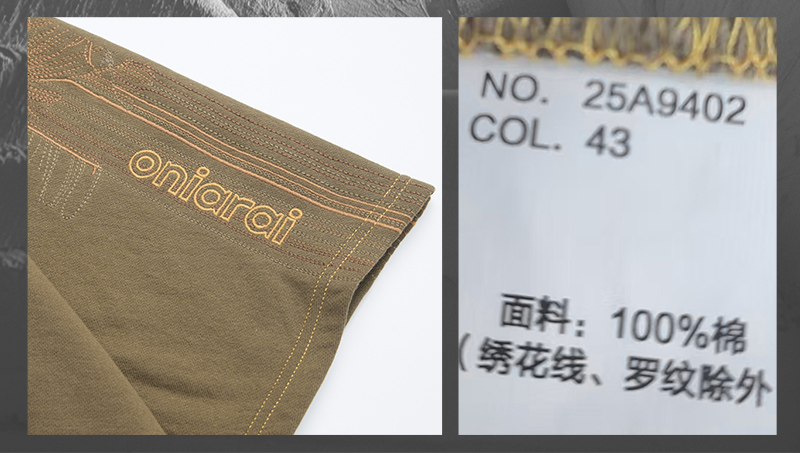 oniarai
NO. 25A9402
COL. 43
面料：100%棉
（绣花线、罗纹除外